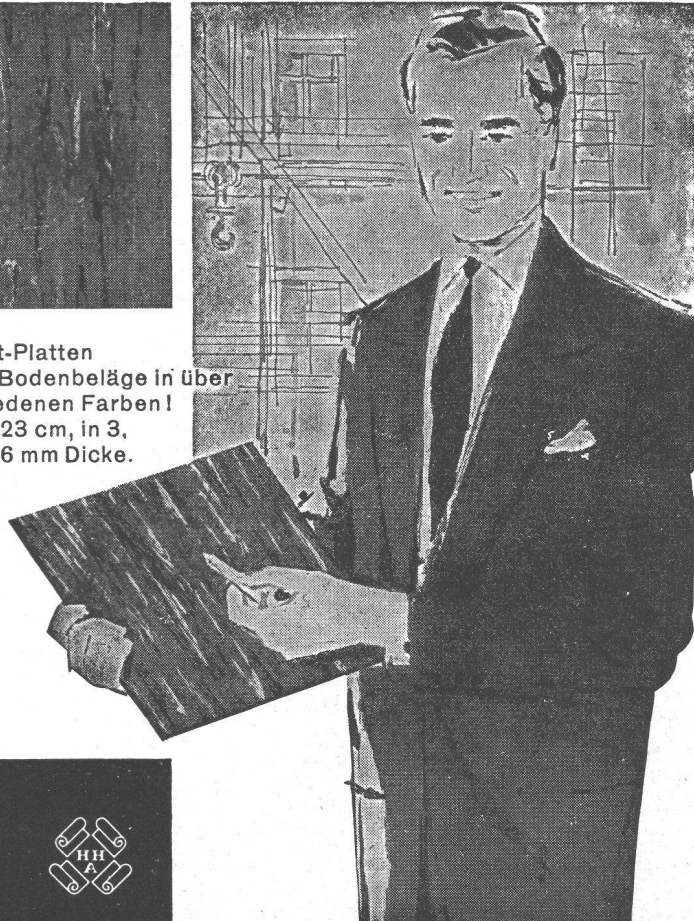 t-Platten
Bodenbeläge in über
edenen Farben!
23 cm, in 3,
6 mm Dicke.
HH
A